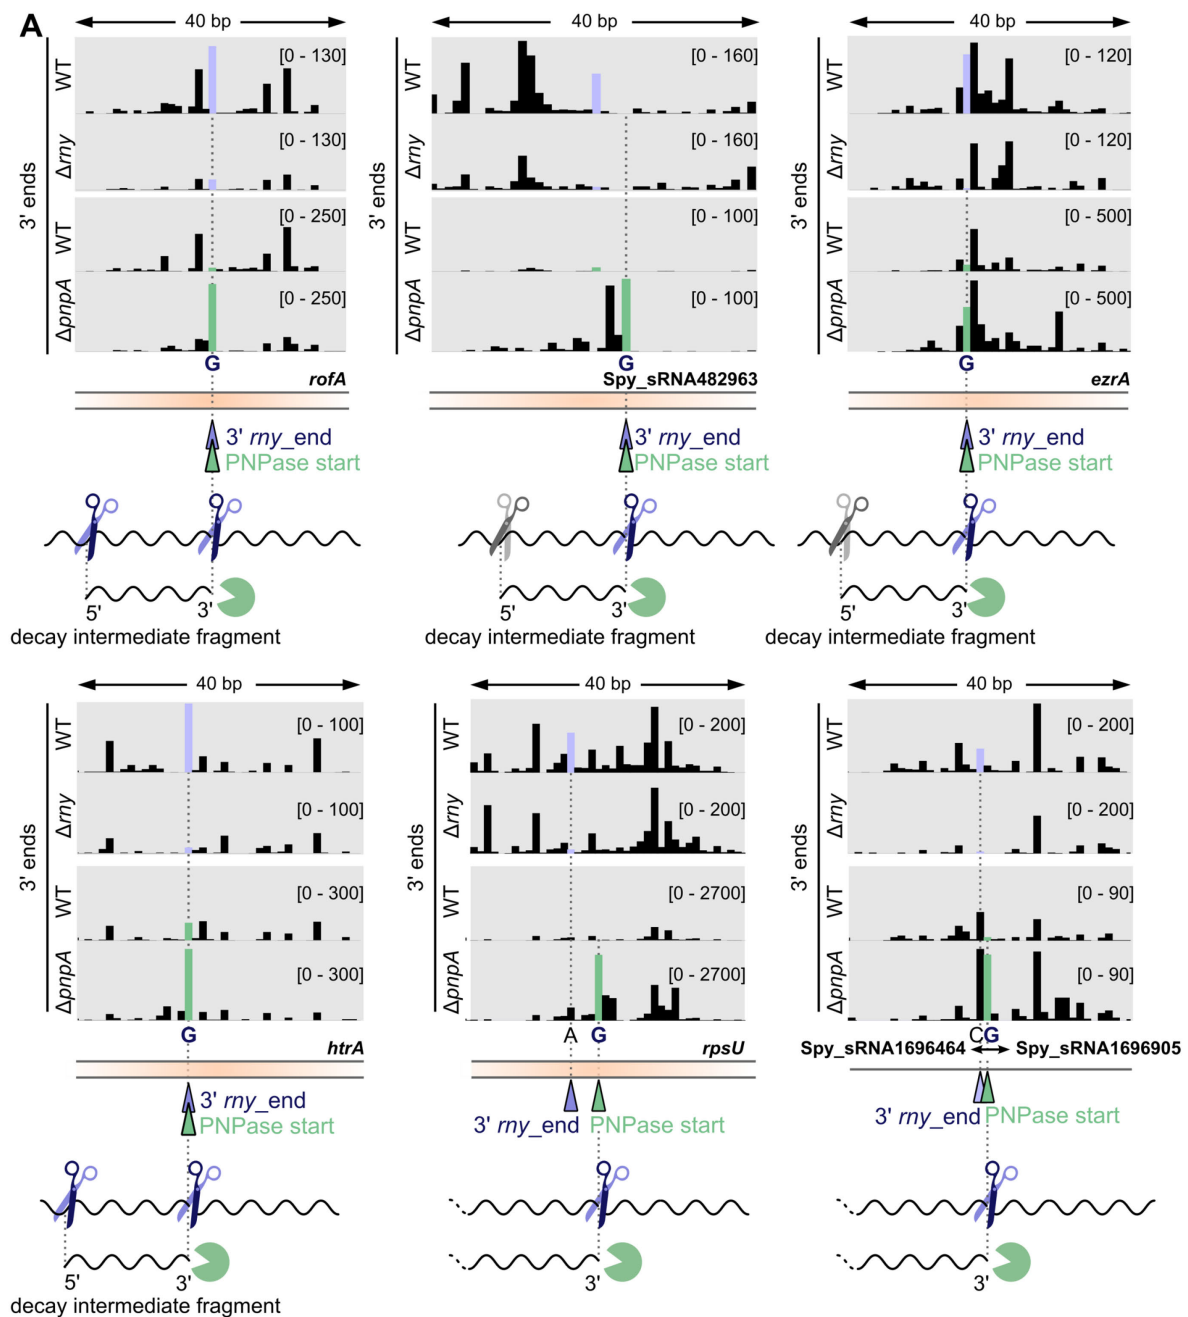 A
40 bp
40 bp
40 bp
3' ends
WT
[0 - 130]
Δrny
[0 - 130]
WT
[0 - 250]
ΔpnpA
[0 - 250]
G
rofA
3' rny_end
PNPase start
5'
3'
decay intermediate fragment
3' ends
WT
[0 - 160]
Δrny
[0 - 160]
WT
[0 - 100]
ΔpnpA
[0 - 100]
G
Spy_sRNA482963
3' rny_end
PNPase start
5'
3'
decay intermediate fragment
3' ends
WT
[0 - 120]
Δrny
[0 - 120]
WT
[0 - 500]
ΔpnpA
[0 - 500]
G
ezrA
3' rny_end
PNPase start
5'
3'
decay intermediate fragment
40 bp
40 bp
40 bp
3' ends
WT
[0 - 100]
Δrny
[0 - 100]
WT
[0 - 300]
ΔpnpA
[0 - 300]
G
htrA
3' rny_end
PNPase start
5'
3'
decay intermediate fragment
3' ends
WT
[0 - 200]
Δrny
[0 - 200]
WT
[0 - 2700]
ΔpnpA
[0 - 2700]
A G
rpsU
3' rny_end PNPase start
3'
3' ends
WT
[0 - 200]
Δrny
[0 - 200]
WT
[0 - 90]
ΔpnpA
[0 - 90]
CG
Spy_sRNA1696464 Spy_sRNA1696905
3' rny_end PNPase start
3'